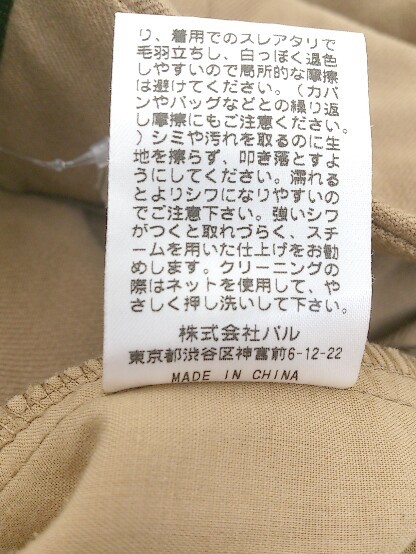 り、着用でのスレアタリで
毛羽立ちし、白っぽく退色
しやすいので局所的な摩擦
は避けてください。（カバ
ンやバッグなどとの繰り返
し摩擦にもご注意ください。
）シミや汚れを取るのに生
地を擦らず、叩き落とすよ
うにしてください。濡れる
とよりシワになりやすいの
でご注意下さい。強いシワ
がつくと取れづらく、スチ
ームを用いた仕上げをお勧
めします。クリーニングの
際はネットを使用して、や
さしく押し洗いして下さい。
株式会社パル
東京都渋谷区神宮前6-12-22
MADE IN CHINA